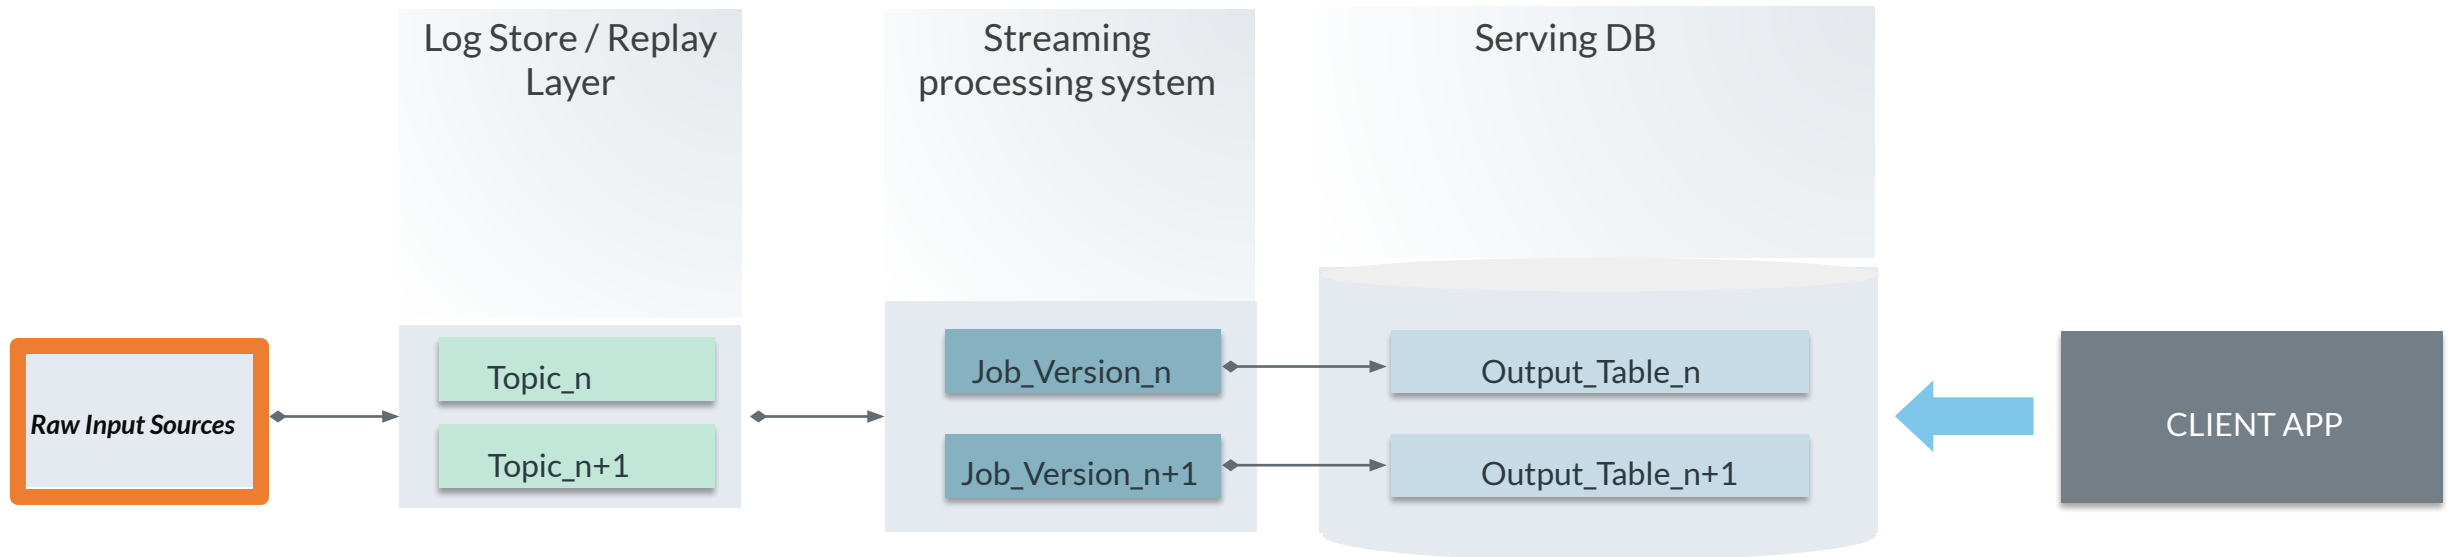 Log Store / Replay
Layer
Streaming
processing system
Serving DB
Raw Input Sources
Topic_n
Topic_n+1
Job_Version_n
Job_Version_n+1
Output_Table_n
Output_Table_n+1
CLIENT APP